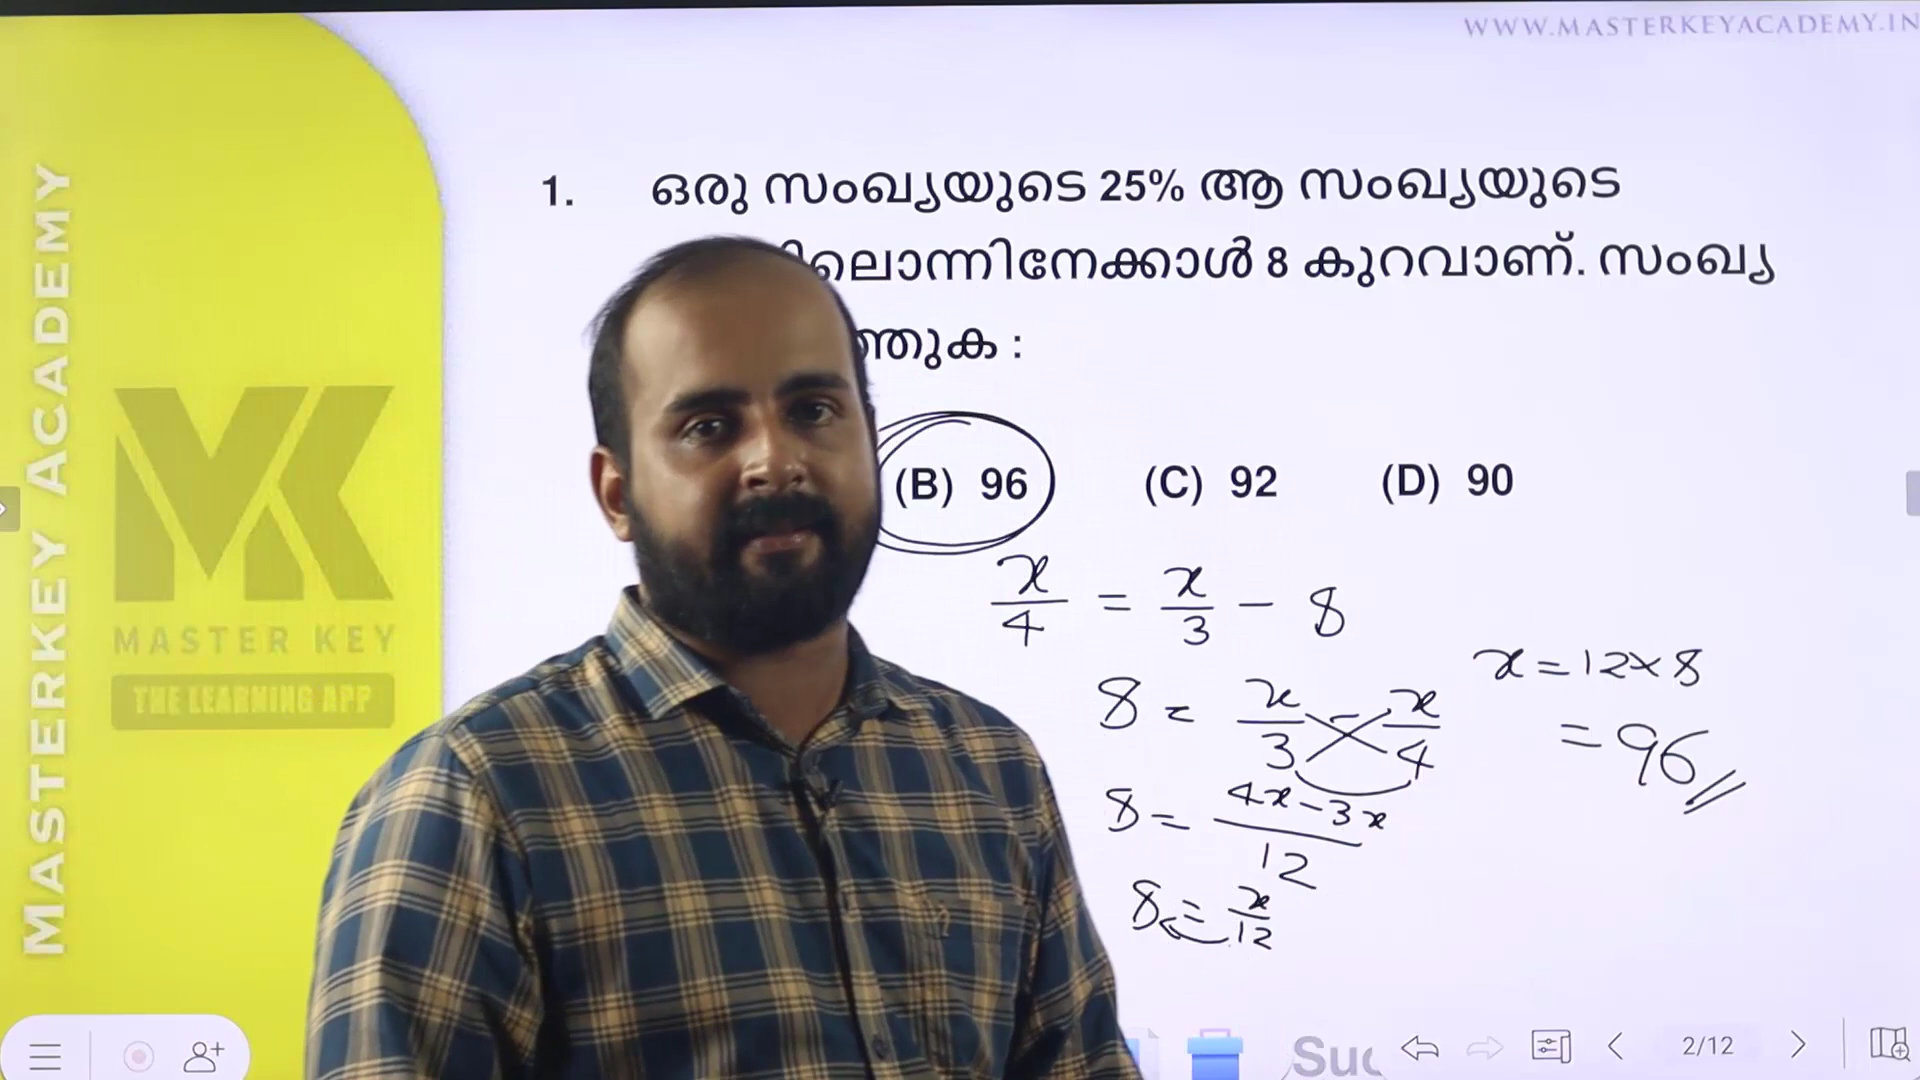 WWW.MASTERKEYACADEMY.IN
MASTERKEY ACADEMY
MK
MASTER KEY
THE LEARNING APP
1. ഒരു സംഖ്യയുടെ 25% ആ സംഖ്യയുടെ
8 കുറവാണ്. സംഖ്യ
:
(B) 96 (C) 92 (D) 90
x/4 = x/3 - 8
8 = x/3 - x/4
8 = 4x-3x/12
8 = x/12
x = 12 x 8
= 96
2/12